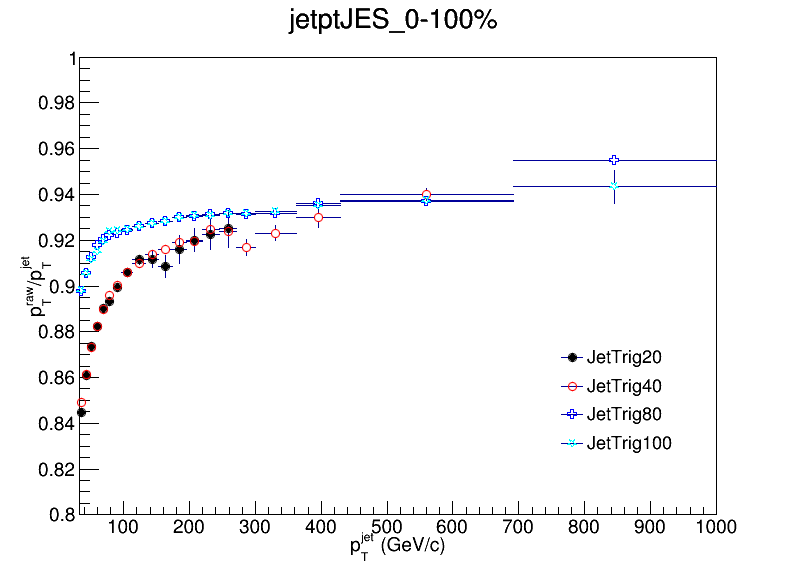 jetptJES_0-100%
1
0.98
0.96
0.94
0.92
0.9
0.88
0.86
0.84
0.82
0.8
p_T^raw/p_T^jet
JetTrig20
JetTrig40
JetTrig80
JetTrig100
100 200 300 400 500 600 700 800 900 1000
p_T^jet (GeV/c)